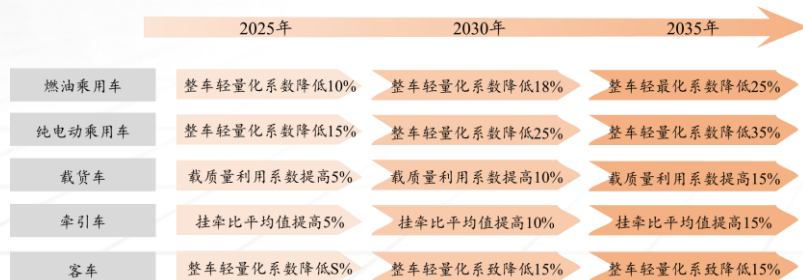 2025年 2030年 2035年
燃油乘用车 整车轻量化系数降低10% 整车轻量化系数降低18% 整车轻最化系数降低25%
纯电动乘用车 整车轻量化系数降低15% 整车轻量化系数降低25% 整车轻量化系数降低35%
载货车 载质量利用系数提高5% 载质量利用系数提高10% 载质量利用系数提高15%
牵引车 挂牵比平均值提高5% 挂牵比平均值提高10% 挂牵比平均值提高15%
客车 整车轻量化系数降低S% 整车轻量化系致降低15% 整车轻量化系致降低15%